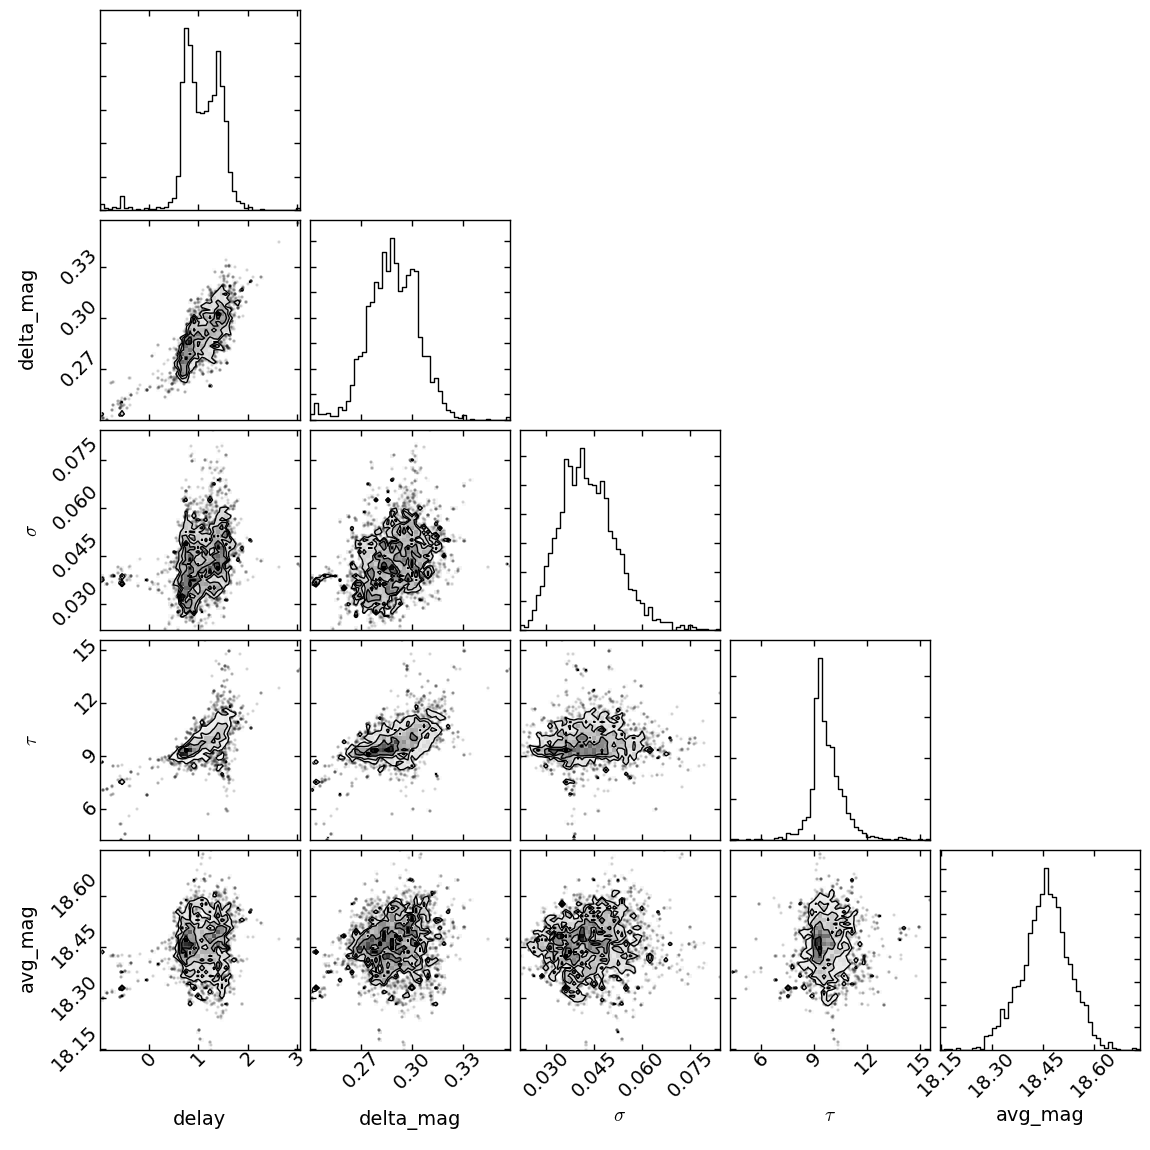 delta_mag
0.33
0.30
0.27
σ
0.075
0.060
0.045
0.030
τ
15
12
9
6
avg_mag
18.60
18.45
18.30
18.15
0 1 2 3
0.27 0.30 0.33
0.030 0.045 0.060 0.075
6 9 12 15
18.15 18.30 18.45 18.60
delay delta_mag σ τ avg_mag